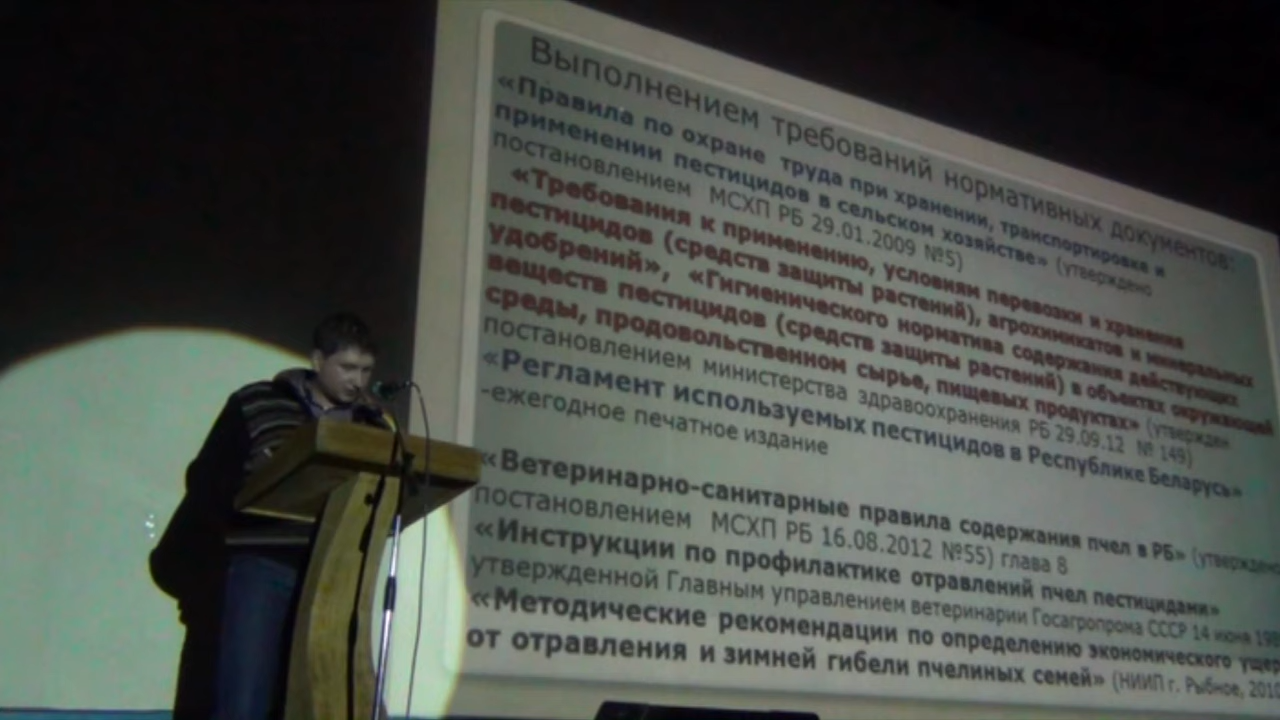 Выполнением требований нормативных документов:
«Правила по охране труда при хранении, транспортировке и
применении пестицидов в сельском хозяйстве» (утверждено
постановлением МСХП РБ 29.01.2009 №5)
«Требования к применению, условиям перевозки и хранения
пестицидов (средств защиты растений), агрохимикатов и минеральных
удобрений», «Гигиенического норматива содержания действующих
веществ пестицидов (средств защиты растений) в объектах окружающей
среды, продовольственном сырье, пищевых продуктах» (утвержден
постановлением министерства здравоохранения РБ 29.09.12 № 149)
«Регламент используемых пестицидов в Республике Беларусь»
-ежегодное печатное издание
«Ветеринарно-санитарные правила содержания пчел в РБ» (утверждено
постановлением МСХП РБ 16.08.2012 №55) глава 8
«Инструкции по профилактике отравлений пчел пестицидами»
утвержденной Главным управлением ветеринарии Госагропрома СССР 14 июня 198
«Методические рекомендации по определению экономического ущер
от отравления и зимней гибели пчелиных семей» (НИИП г. Рыбное, 2010